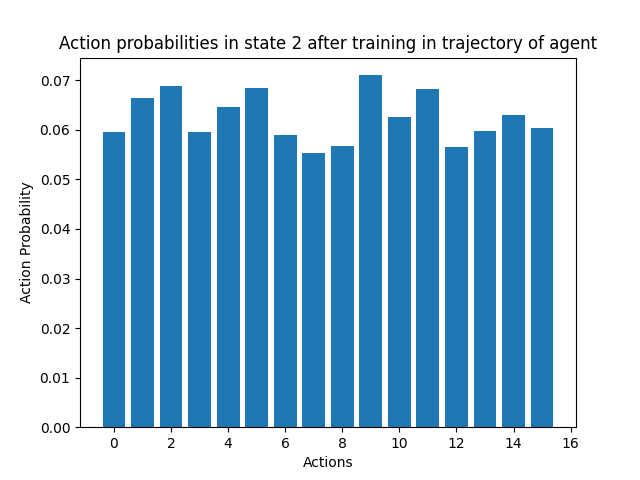 Action probabilities in state 2 after training in trajectory of agent
0.07
0.06
0.05
0.04
0.03
0.02
0.01
0.00
Action Probability
0 2 4 6 8 10 12 14 16
Actions